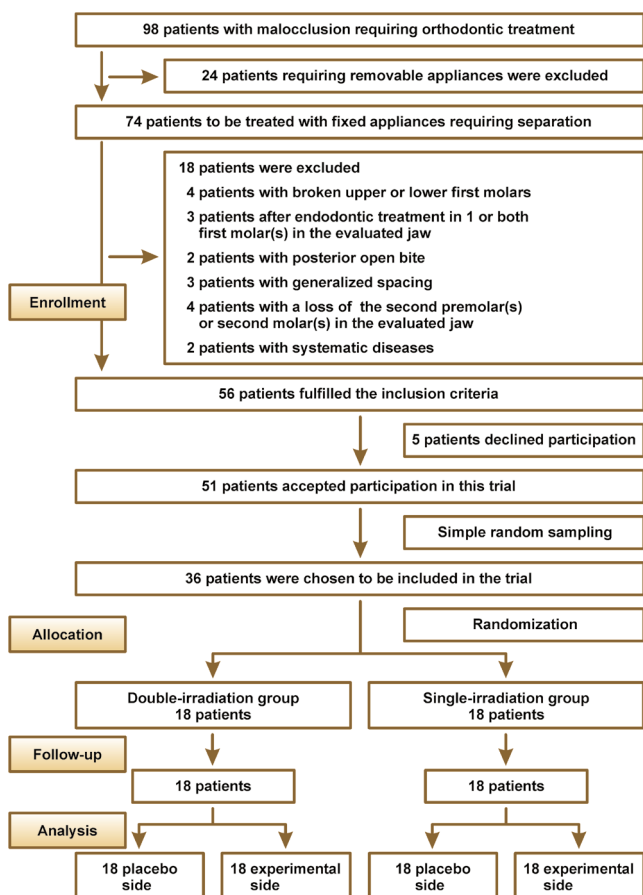 98 patients with malocclusion requiring orthodontic treatment
24 patients requiring removable appliances were excluded
74 patients to be treated with fixed appliances requiring separation
18 patients were excluded
4 patients with broken upper or lower first molars
3 patients after endodontic treatment in 1 or both
first molar(s) in the evaluated jaw
2 patients with posterior open bite
3 patients with generalized spacing
4 patients with a loss of the second premolar(s)
or second molar(s) in the evaluated jaw
2 patients with systematic diseases
Enrollment
56 patients fulfilled the inclusion criteria
5 patients declined participation
51 patients accepted participation in this trial
Simple random sampling
36 patients were chosen to be included in the trial
Randomization
Allocation
Double-irradiation group
18 patients
Single-irradiation group
18 patients
Follow-up
18 patients
18 patients
Analysis
18 placebo
side
18 experimental
side
18 placebo
side
18 experimental
side